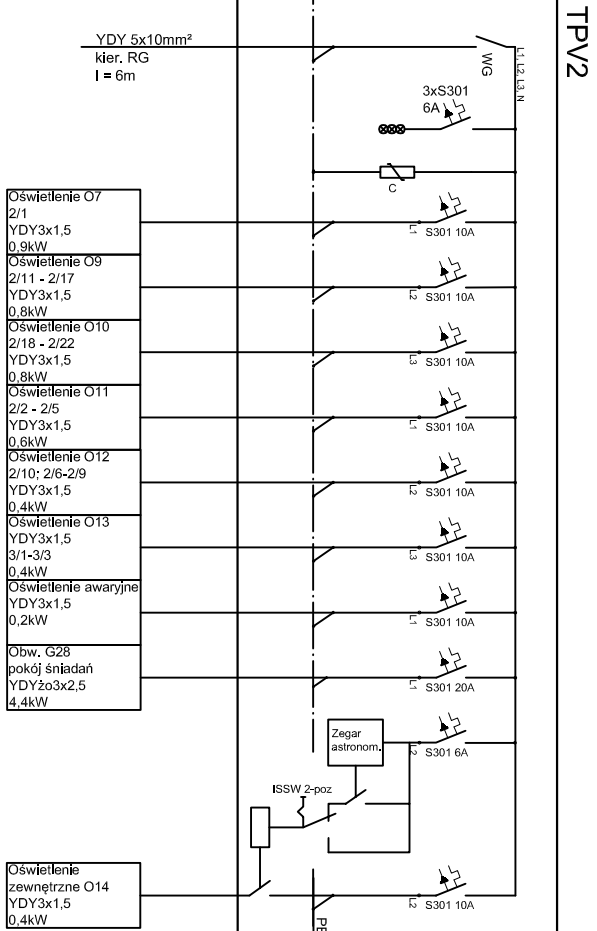 TPV2
YDY 5x10mm²
kier. RG
l = 6m
WG
L1, L2, L3, N
3xS301
6A
C
Oświetlenie O7
2/1
YDY3x1,5
0,9kW
L1 S301 10A
Oświetlenie O9
2/11 - 2/17
YDY3x1,5
0,8kW
L2 S301 10A
Oświetlenie O10
2/18 - 2/22
YDY3x1,5
0,8kW
L3 S301 10A
Oświetlenie O11
2/2 - 2/5
YDY3x1,5
0,6kW
L1 S301 10A
Oświetlenie O12
2/10; 2/6-2/9
YDY3x1,5
0,4kW
L2 S301 10A
Oświetlenie O13
YDY3x1,5
3/1-3/3
0,4kW
L3 S301 10A
Oświetlenie awaryjne
YDY3x1,5
0,2kW
L1 S301 10A
Obw. G28
pokój śniadań
YDYżo3x2,5
4,4kW
L1 S301 20A
Zegar
astronom.
L2 S301 6A
ISSW 2-poz
Oświetlenie
zewnętrzne O14
YDY3x1,5
0,4kW
L2 S301 10A